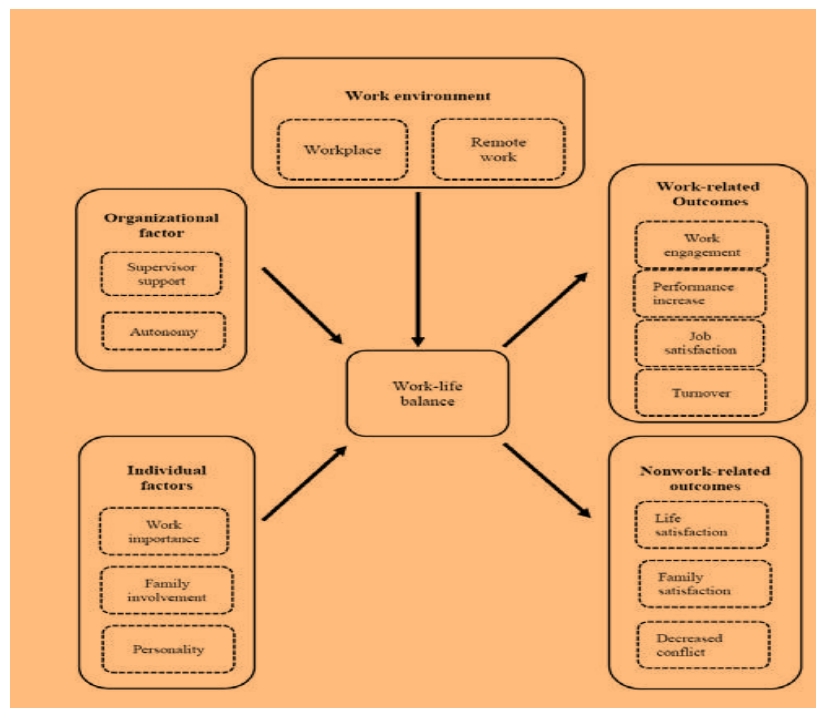 Work environment
Workplace
Remote
work
Organizational
factor
Supervisor
support
Autonomy
Work-life
balance
Individual
factors
Work
importance
Family
involvement
Personality
Work-related
Outcomes
Work
engagement
Performance
increase
Job
satisfaction
Turnover
Nonwork-related
outcomes
Life
satisfaction
Family
satisfaction
Decreased
conflict